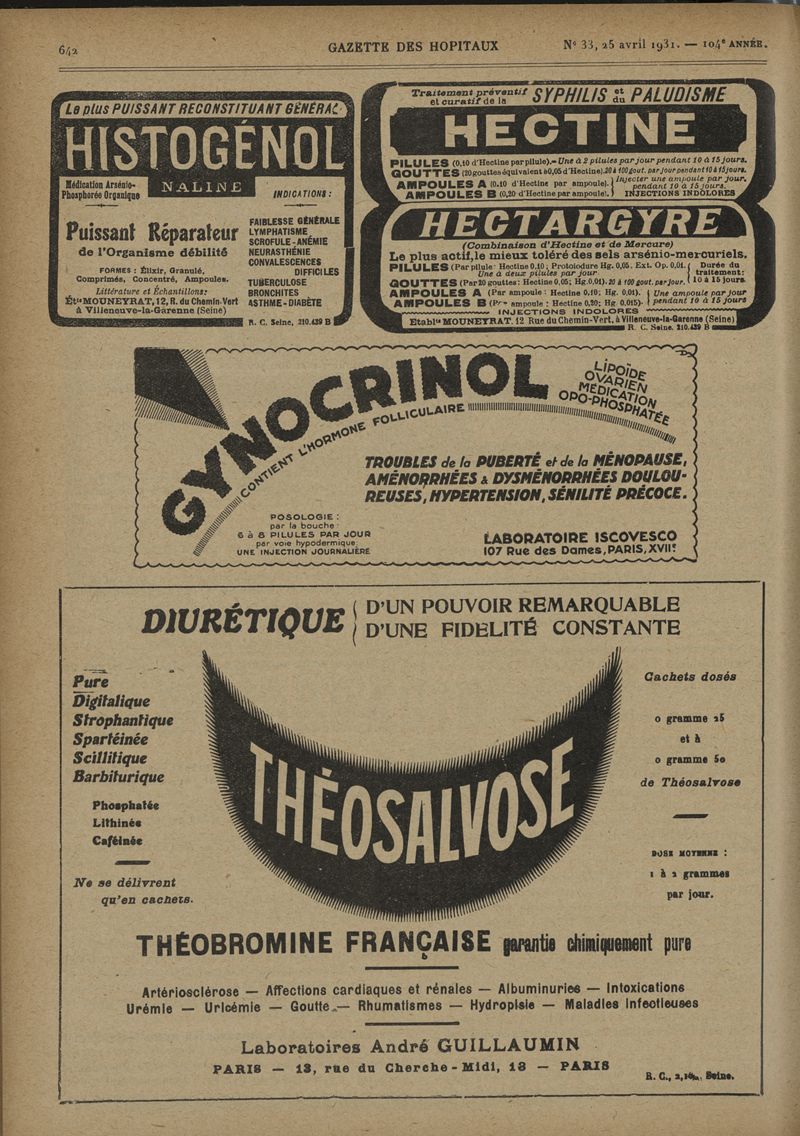 642
GAZETTE DES HOPITAUX
N° 33, 25 avril 1931. — 104e ANNÉE.
Le plus PUISSANT RECONSTITUANT GÉNÉRAL
HISTOGÉNOL
Médication Arsénio-
Phosphorée Organique
NALINE
INDICATIONS :
Puissant Réparateur
de l'Organisme débilité
FORMES : Élixir, Granulé,
Comprimés, Concentré, Ampoules.
Littérature et Échantillons:
Éts MOUNEYRAT, 12, R. du Chemin-Vert
à Villeneuve-la-Garenne (Seine)
FAIBLESSE GÉNÉRALE
LYMPHATISME
SCROFULE - ANÉMIE
NEURASTHÉNIE
CONVALESCENCES
DIFFICILES
TUBERCULOSE
BRONCHITES
ASTHME - DIABÈTE
R. C. Seine, 210.439 B
Traitement préventif et curatif de la SYPHILIS et du PALUDISME
HECTINE
PILULES (0,10 d'Hectine par pilule).- Une à 2 pilules par jour pendant 10 à 15 jours.
GOUTTES (20 gouttes équivalent à 0,05 d'Hectine). 20 à 100 gout. par jour pendant 10 à 15 jours.
AMPOULES A (0,10 d'Hectine par ampoule). Injecter une ampoule par jour.
pendant 10 à 15 jours.
AMPOULES B (0,20 d'Hectine par ampoule). INJECTIONS INDOLORES
HECTARGYRE
(Combinaison d'Hectine et de Mercure)
Le plus actif, le mieux toléré des sels arsénio-mercuriels.
PILULES (Par pilule: Hectine 0,10; Protoiodure Hg. 0,05. Ext. Op. 0,01.
Une à deux pilules par jour
Durée du
traitement:
10 à 15 jours.
GOUTTES (Par 20 gouttes: Hectine 0,05; Hg. 0,01). 20 à 100 gout. par jour.
AMPOULES A (Par ampoule: Hectine 0,10; Hg. 0,01).
AMPOULES B (Par ampoule: Hectine 0,20; Hg. 0,015).
Une ampoule par jour
pendant 10 à 15 jours
INJECTIONS INDOLORES
Etablts MOUNEYRAT, 12 Rue du Chemin-Vert, à Villeneuve-la-Garenne (Seine).
R. C. Seine, 210.439 B
GYNOCRINOL
CONTIENT L'HORMONE FOLLICULAIRE
LIPOÏDE
OVARIEN
MEDICATION
OPO-PHOSPHATÉE
TROUBLES de la PUBERTÉ et de la MÉNOPAUSE,
AMÉNORRHÉES & DYSMÉNORRHÉES DOULOU-
REUSES, HYPERTENSION, SÉNILITÉ PRÉCOCE.
POSOLOGIE :
par la bouche :
6 à 8 PILULES PAR JOUR
par voie hypodermique:
UNE INJECTION JOURNALIÈRE
LABORATOIRE ISCOVESCO
107 Rue des Dames, PARIS, XVIIe
DIURÉTIQUE
D'UN POUVOIR REMARQUABLE
D'UNE FIDELITÉ CONSTANTE
Pure
Digitalique
Strophantique
Spartéinée
Scillitique
Barbiturique
Phosphatée
Lithinée
Caféinée
Ne se délivrent
qu'en cachets.
THÉOSALVOSE
Cachets dosés
0 gramme 25
et à
0 gramme 50
de Théosalvose
DOSE MOYENNE :
1 à 2 grammes
par jour.
THÉOBROMINE FRANÇAISE garantie chimiquement pure
Artériosclérose — Affections cardiaques et rénales — Albuminuries — Intoxications
Urémie — Uricémie — Goutte — Rhumatismes — Hydropisie — Maladies Infectieuses
Laboratoires André GUILLAUMIN
PARIS — 13, rue du Cherche-Midi, 13 — PARIS
R. C., Seine.